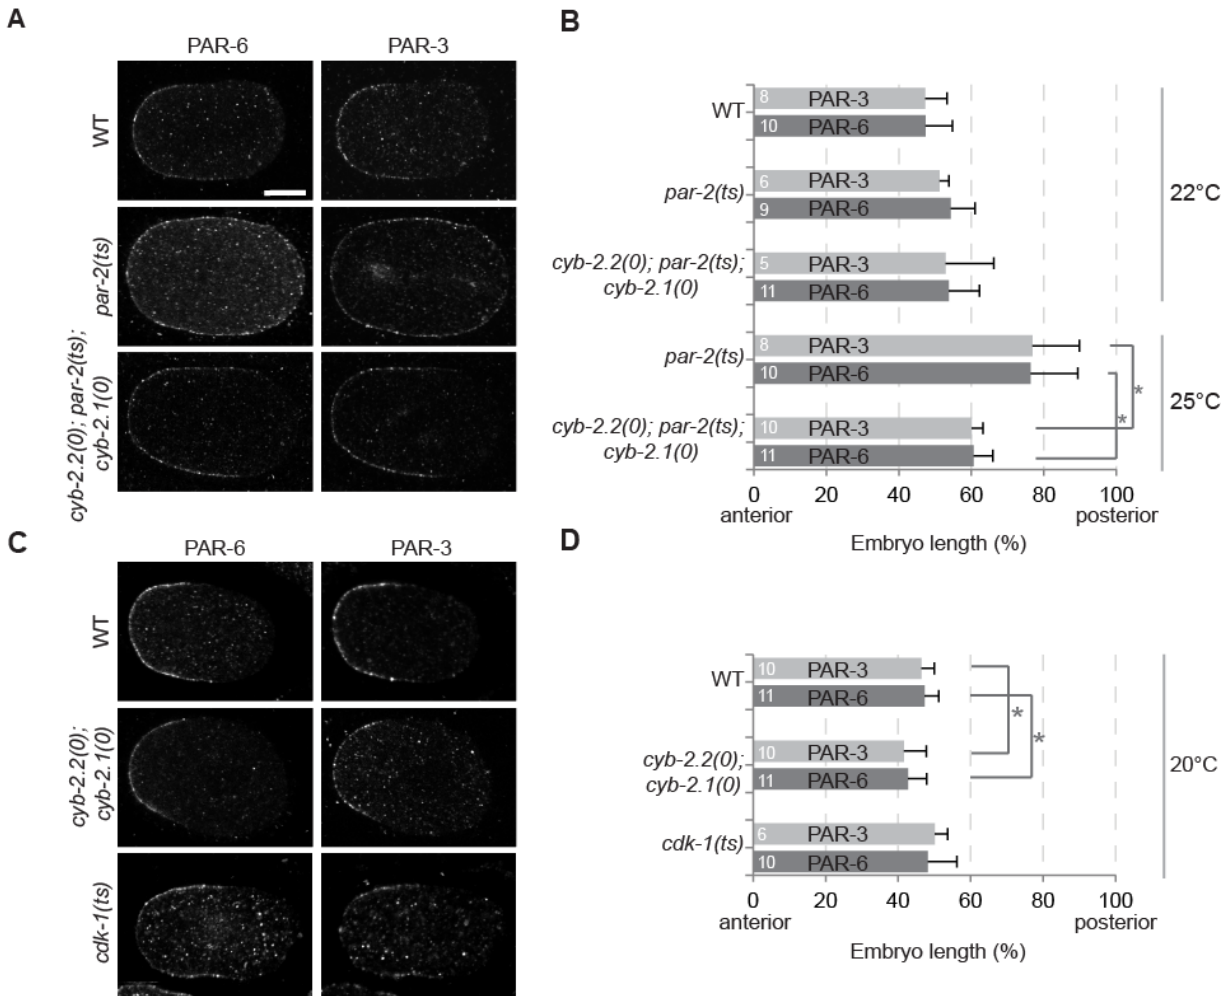 A
PAR-6
PAR-3
WT
par-2(ts)
cyb-2.2(0); par-2(ts);
cyb-2.1(0)
B
WT
8 PAR-3
10 PAR-6
par-2(ts)
6 PAR-3
9 PAR-6
cyb-2.2(0); par-2(ts);
cyb-2.1(0)
5 PAR-3
11 PAR-6
22°C
par-2(ts)
8 PAR-3
10 PAR-6
*
cyb-2.2(0); par-2(ts);
cyb-2.1(0)
10 PAR-3
11 PAR-6
*
25°C
0 20 40 60 80 100
anterior posterior
Embryo length (%)
C
PAR-6
PAR-3
WT
cyb-2.2(0);
cyb-2.1(0)
cdk-1(ts)
D
WT
10 PAR-3
11 PAR-6
*
*
cyb-2.2(0);
cyb-2.1(0)
10 PAR-3
11 PAR-6
cdk-1(ts)
6 PAR-3
10 PAR-6
20°C
0 20 40 60 80 100
anterior posterior
Embryo length (%)